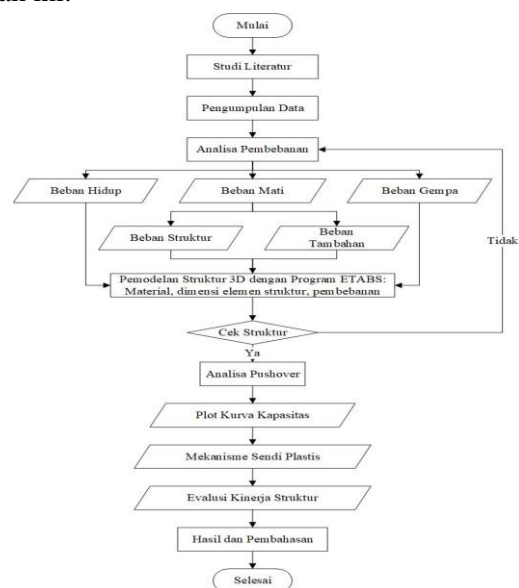 Mulai
Studi Literatur
Pengumpulan Data
Analisa Pembebanan
Beban Hidup
Beban Mati
Beban Gempa
Beban Struktur
Beban
Tambahan
Tidak
Pemodelan Struktur 3D dengan Program ETABS:
Material, dimensi elemen struktur, pembebanan
Cek Struktur
Ya
Analisa Pushover
Plot Kurva Kapasitas
Mekanisme Sendi Plastis
Evalusi Kinerja Struktur
Hasil dan Pembahasan
Selesai